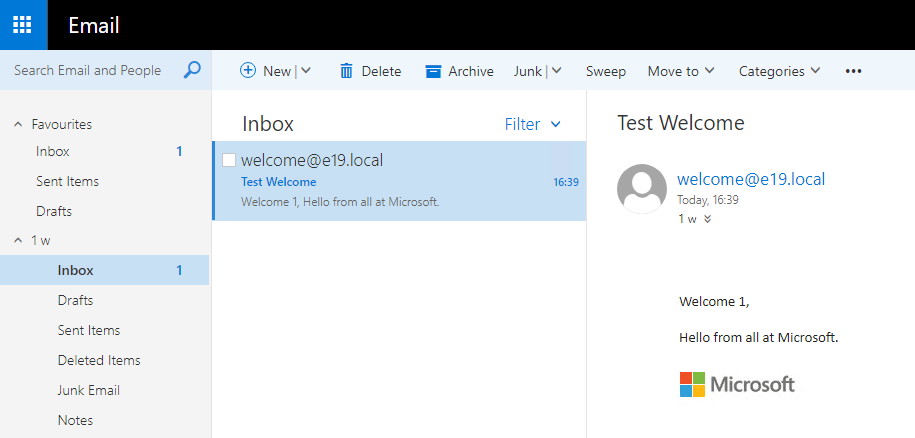 Email
Search Email and People
New
Delete
Archive
Junk
Sweep
Move to
Categories
Favourites
Inbox 1
Sent Items
Drafts
1 w
Inbox 1
Drafts
Sent Items
Deleted Items
Junk Email
Notes
Inbox Filter
welcome@e19.local
Test Welcome 16:39
Welcome 1, Hello from all at Microsoft.
Test Welcome
welcome@e19.local
Today, 16:39
1 w
Welcome 1,
Hello from all at Microsoft.
Microsoft